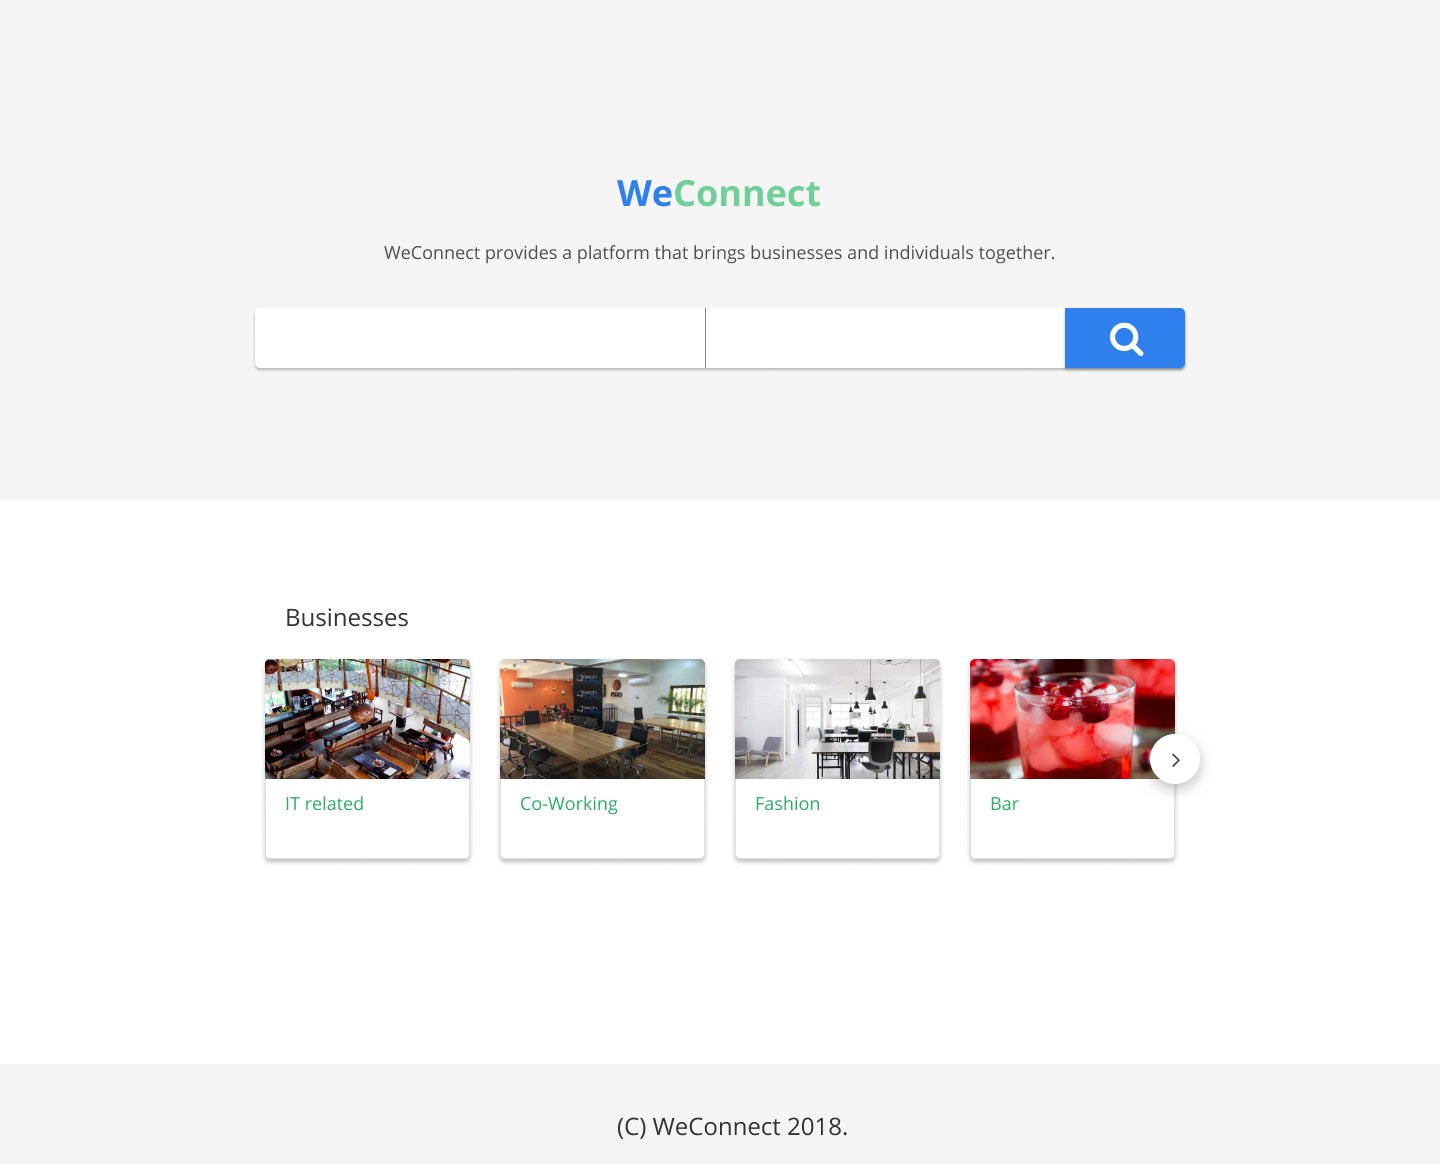 WeConnect
WeConnect provides a platform that brings businesses and individuals together.
Businesses
IT related
Co-Working
Fashion
Bar
(C) WeConnect 2018.